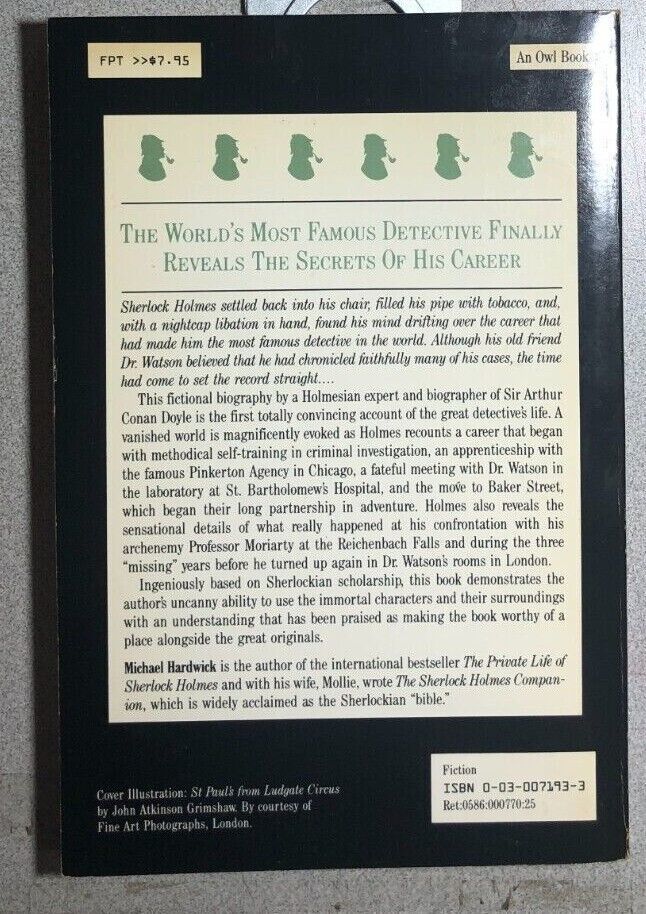 FPT >>$7.95
An Owl Book
THE WORLD'S MOST FAMOUS DETECTIVE FINALLY
REVEALS THE SECRETS OF HIS CAREER
Sherlock Holmes settled back into his chair, filled his pipe with tobacco, and,
with a nightcap libation in hand, found his mind drifting over the career that
had made him the most famous detective in the world. Although his old friend
Dr. Watson believed that he had chronicled faithfully many of his cases, the time
had come to set the record straight....
This fictional biography by a Holmesian expert and biographer of Sir Arthur
Conan Doyle is the first totally convincing account of the great detective's life. A
vanished world is magnificently evoked as Holmes recounts a career that began
with methodical self-training in criminal investigation, an apprenticeship with
the famous Pinkerton Agency in Chicago, a fateful meeting with Dr. Watson in
the laboratory at St. Bartholomew's Hospital, and the move to Baker Street,
which began their long partnership in adventure. Holmes also reveals the
sensational details of what really happened at his confrontation with his
archenemy Professor Moriarty at the Reichenbach Falls and during the three
"missing" years before he turned up again in Dr. Watson's rooms in London.
Ingeniously based on Sherlockian scholarship, this book demonstrates the
author's uncanny ability to use the immortal characters and their surroundings
with an understanding that has been praised as making the book worthy of a
place alongside the great originals.
Michael Hardwick is the author of the international bestseller The Private Life of
Sherlock Holmes and with his wife, Mollie, wrote The Sherlock Holmes Compan-
ion, which is widely acclaimed as the Sherlockian "bible."
Cover Illustration: St Paul's from Ludgate Circus
by John Atkinson Grimshaw. By courtesy of
Fine Art Photographs, London.
Fiction
ISBN 0-03-007193-3
Ret:0586:000770:25